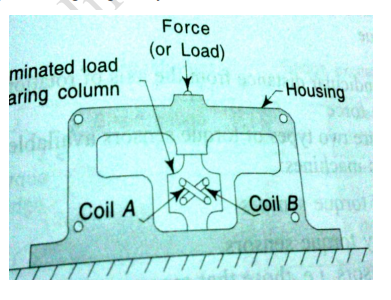 Force
(or Load)
minated load
aring column
Housing
Coil A
Coil B